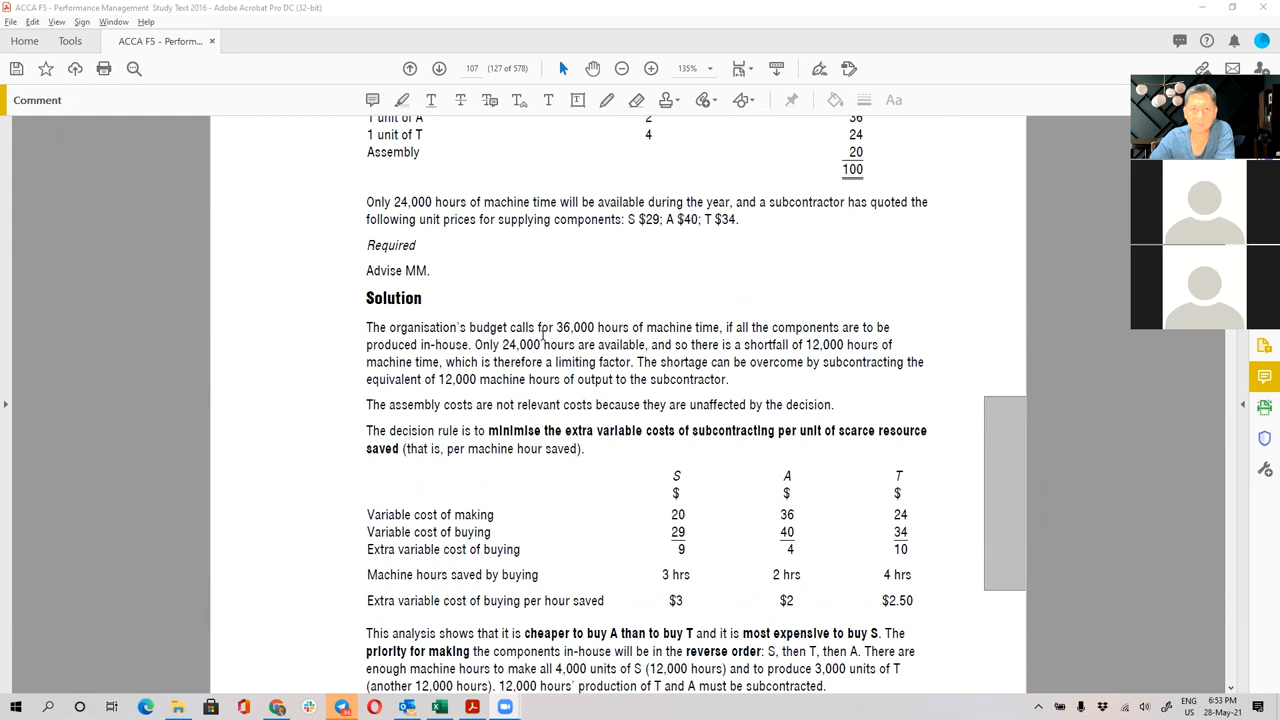 ACCA F5 - Performance Management Study Text 2016 - Adobe Acrobat Pro DC (32-bit)
File Edit View Sign Window Help
Home Tools ACCA F5 - Perform... ×
107 (127 of 578) 135%
Comment
1 unit of A 2 36
1 unit of T 4 24
Assembly 20
100
Only 24,000 hours of machine time will be available during the year, and a subcontractor has quoted the
following unit prices for supplying components: S $29; A $40; T $34.
Required
Advise MM.
Solution
The organisation's budget calls for 36,000 hours of machine time, if all the components are to be
produced in-house. Only 24,000 hours are available, and so there is a shortfall of 12,000 hours of
machine time, which is therefore a limiting factor. The shortage can be overcome by subcontracting the
equivalent of 12,000 machine hours of output to the subcontractor.
The assembly costs are not relevant costs because they are unaffected by the decision.
The decision rule is to minimise the extra variable costs of subcontracting per unit of scarce resource
saved (that is, per machine hour saved).
S A T
$ $ $
Variable cost of making 20 36 24
Variable cost of buying 29 40 34
Extra variable cost of buying 9 4 10
Machine hours saved by buying 3 hrs 2 hrs 4 hrs
Extra variable cost of buying per hour saved $3 $2 $2.50
This analysis shows that it is cheaper to buy A than to buy T and it is most expensive to buy S. The
priority for making the components in-house will be in the reverse order: S, then T, then A. There are
enough machine hours to make all 4,000 units of S (12,000 hours) and to produce 3,000 units of T
(another 12,000 hours). 12,000 hours' production of T and A must be subcontracted.
ENG 6:53 PM
US 28-May-21